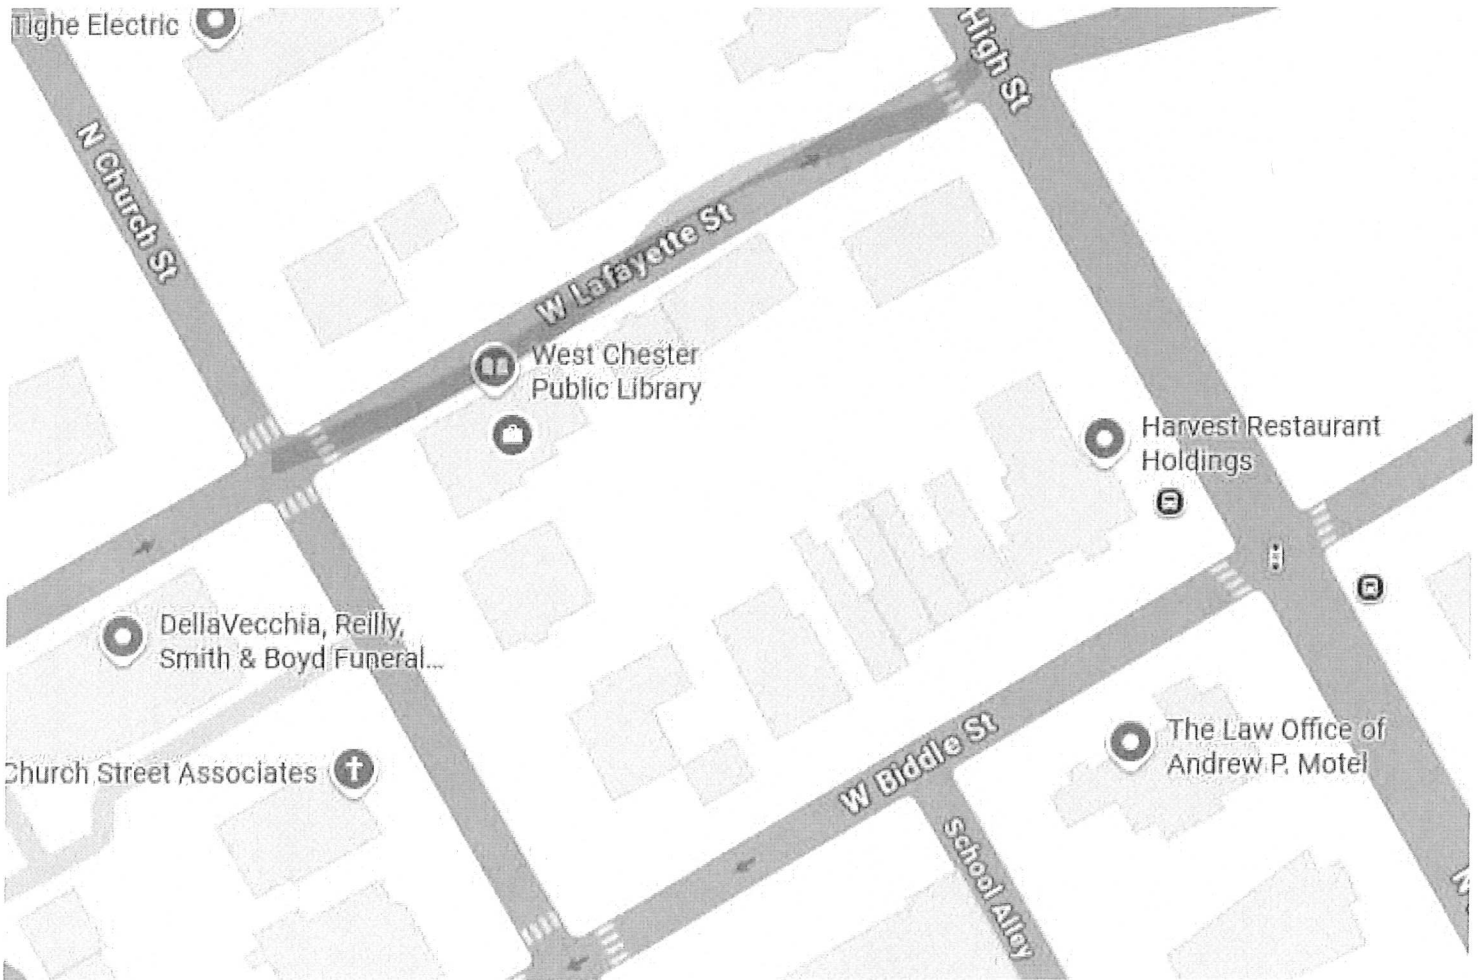 Tighe Electric
High St
N Church St
W Lafayette St
West Chester
Public Library
Harvest Restaurant
Holdings
DellaVecchia, Reilly,
Smith & Boyd Funeral...
Church Street Associates
The Law Office of
Andrew P. Motel
W Biddle St
School Alley
N